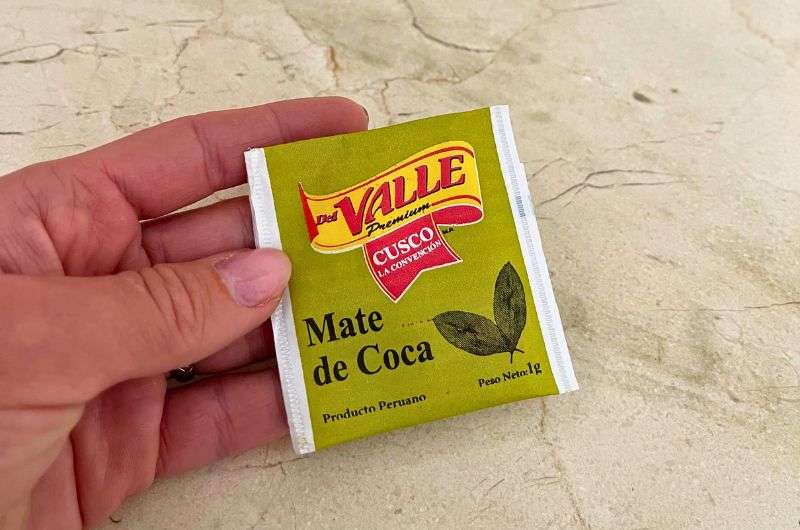 Del VALLE
Premium
CUSCO
LA CONVENCIÓN
Mate
de Coca
Producto Peruano
Peso Neto:1g